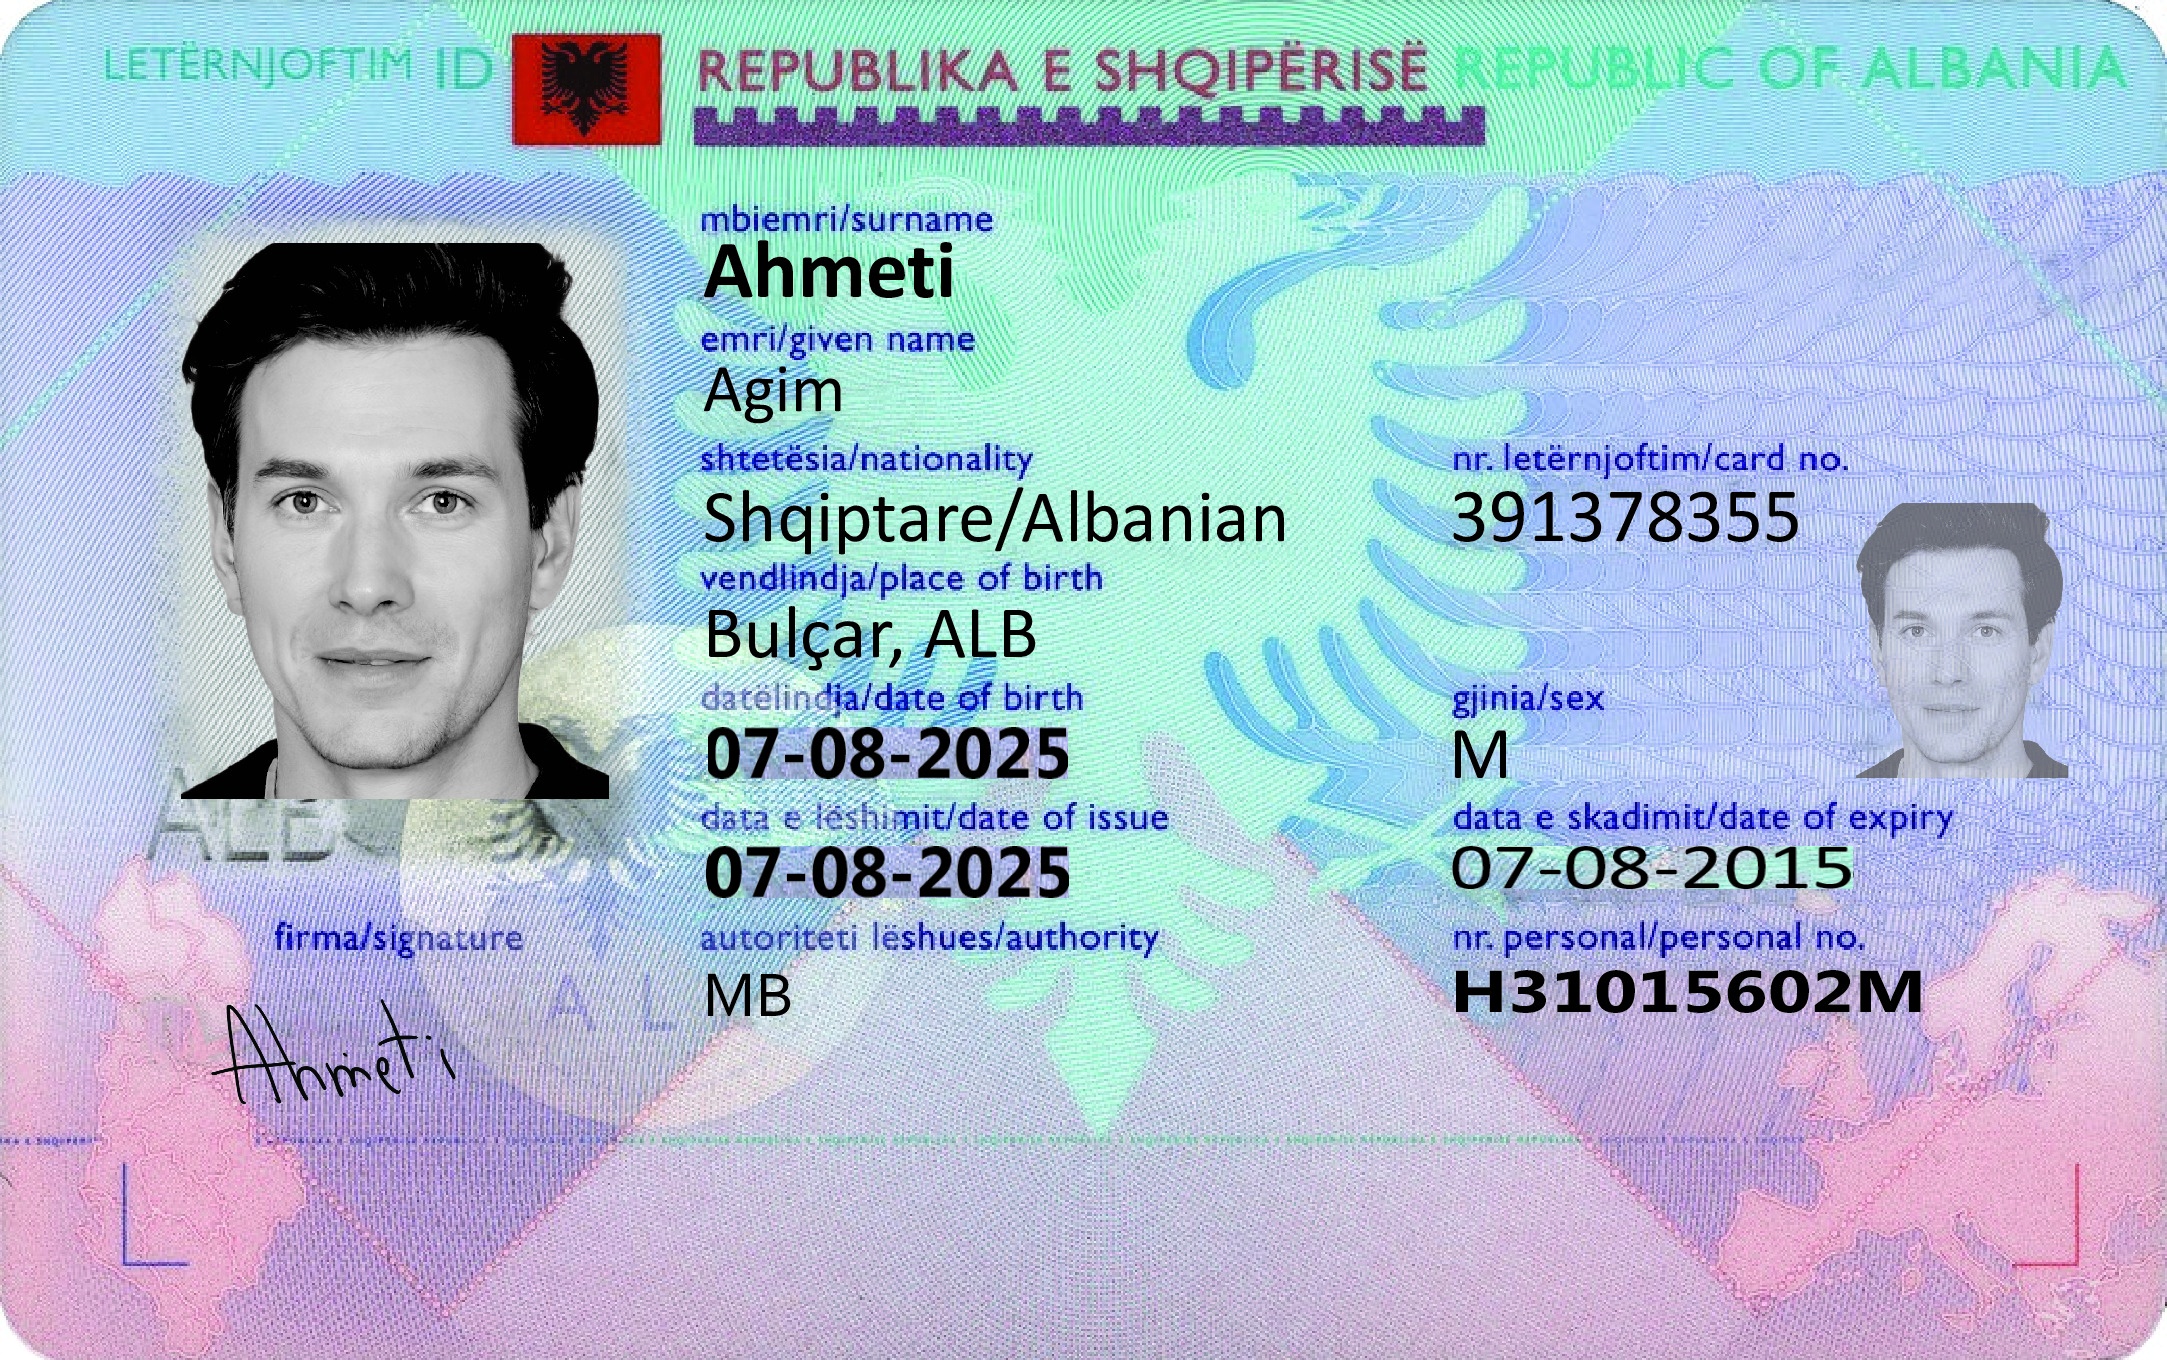 LETËRNJOFTIM ID REPUBLIKA E SHQIPËRISË REPUBLIC OF ALBANIA
mbiemri/surname
Ahmeti
emri/given name
Agim
shtetësia/nationality
Shqiptare/Albanian
nr. letërnjoftim/card no.
391378355
vendlindja/place of birth
Bulçar, ALB
datëlindja/date of birth
07-08-2025
gjinia/sex
M
data e lëshimit/date of issue
07-08-2025
data e skadimit/date of expiry
07-08-2015
autoriteti lëshues/authority
MB
nr. personal/personal no.
H31015602M
ALB
firma/signature
Ahmeti
A L